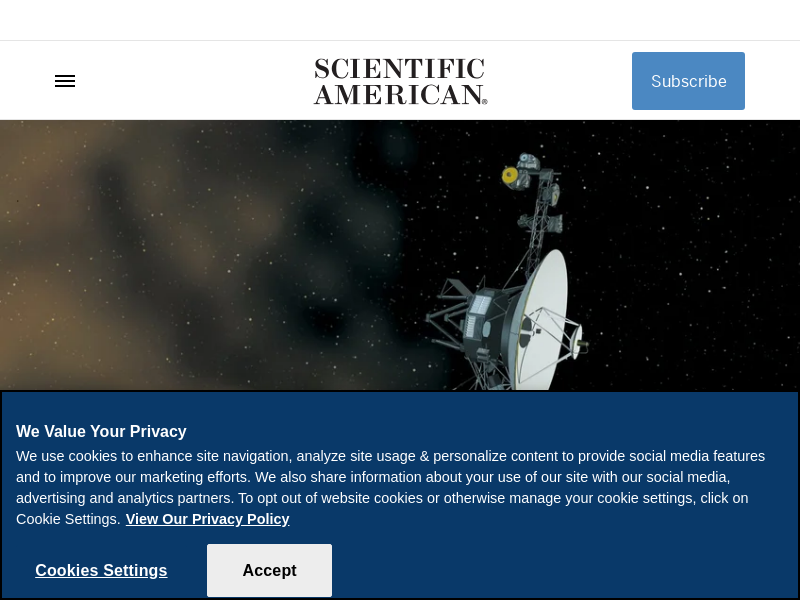 SCIENTIFIC
AMERICAN®
Subscribe
We Value Your Privacy
We use cookies to enhance site navigation, analyze site usage & personalize content to provide social media features
and to improve our marketing efforts. We also share information about your use of our site with our social media,
advertising and analytics partners. To opt out of website cookies or otherwise manage your cookie settings, click on
Cookie Settings. View Our Privacy Policy
Cookies Settings
Accept